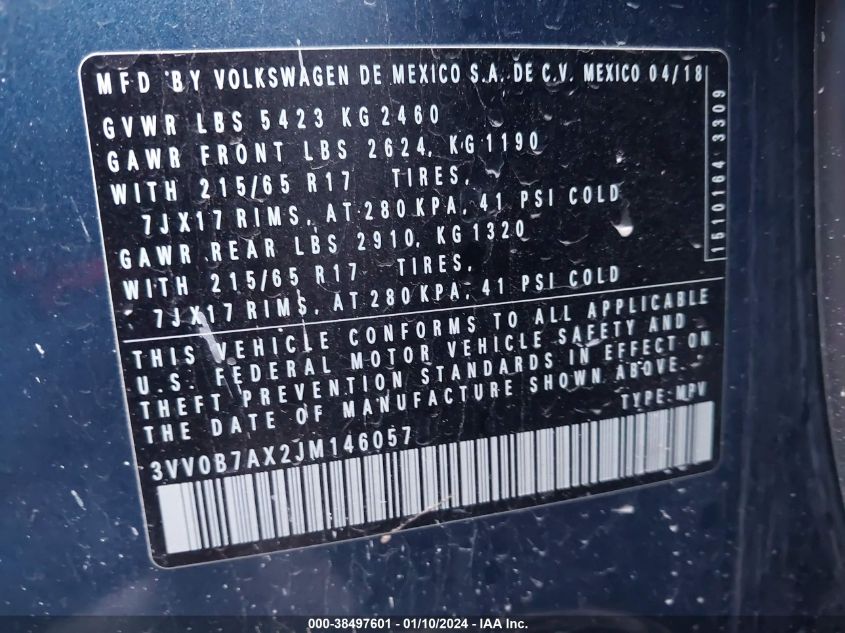 MFD BY VOLKSWAGEN DE MEXICO S.A. DE C.V. MEXICO 04/18
GVWR LBS 5423 KG 2460
GAWR FRONT LBS 2624, KG 1190
WITH 215/65 R17 TIRES,
7JX17 RIMS, AT 280 KPA, 41 PSI COLD
GAWR REAR LBS 2910, KG 1320
WITH 215/65 R17 TIRES,
7JX17 RIMS, AT 280 KPA, 41 PSI COLD
1510164 3309
THIS VEHICLE CONFORMS TO ALL APPLICABLE
U.S. FEDERAL MOTOR VEHICLE SAFETY AND
THEFT PREVENTION STANDARDS IN EFFECT ON
THE DATE OF MANUFACTURE SHOWN ABOVE.
TYPE: MPV
3VV0B7AX2JM146057
000-38497601 - 01/10/2024 - IAA Inc.